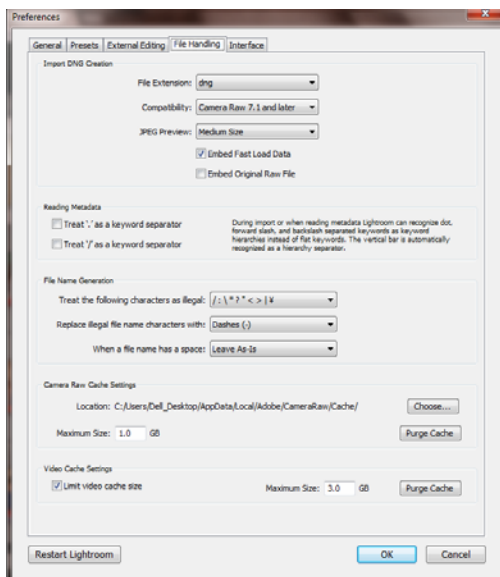 Preferences
General Presets External Editing File Handling Interface
Import DNG Creation
File Extension: dng
Compatibility: Camera Raw 7.1 and later
JPEG Preview: Medium Size
Embed Fast Load Data
Embed Original Raw File
Reading Metadata
Treat '.' as a keyword separator
Treat '/' as a keyword separator
During import or when reading metadata Lightroom can recognize dot,
forward slash, and backslash separated keywords as keyword
hierarchies instead of flat keywords. The vertical bar is automatically
recognized as a hierarchy separator.
File Name Generation
Treat the following characters as illegal: / : \ * ? " < > | ¥
Replace illegal file name characters with: Dashes (-)
When a file name has a space: Leave As-Is
Camera Raw Cache Settings
Location: C:/Users/Dell_Desktop/AppData/Local/Adobe/CameraRaw/Cache/ Choose...
Maximum Size: 1.0 GB Purge Cache
Video Cache Settings
Limit video cache size Maximum Size: 3.0 GB Purge Cache
Restart Lightroom OK Cancel